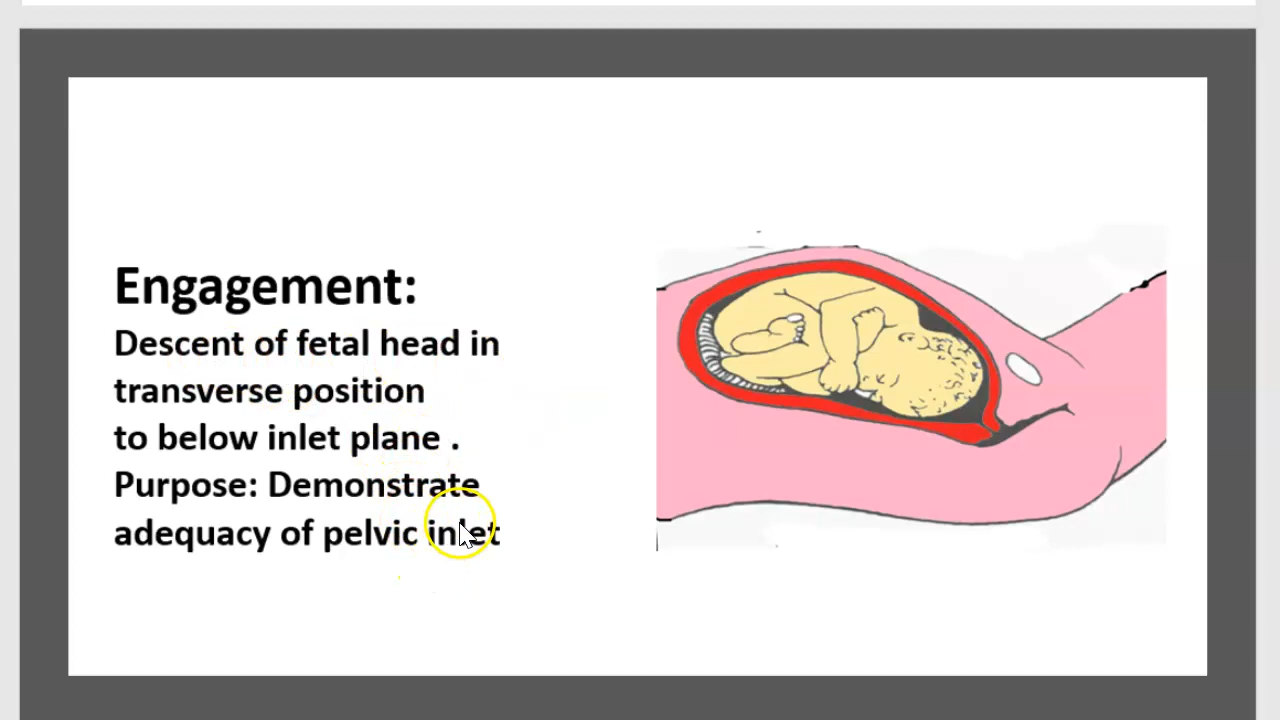 Engagement:
Descent of fetal head in
transverse position
to below inlet plane .
Purpose: Demonstrate
adequacy of pelvic inlet